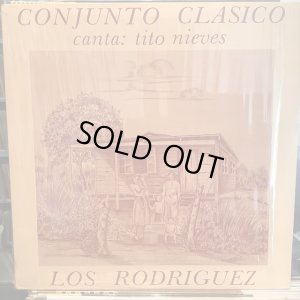 CONJUNTO CLASICO
canta: tito nieves
SOLD OUT
LOS RODRIGUEZ